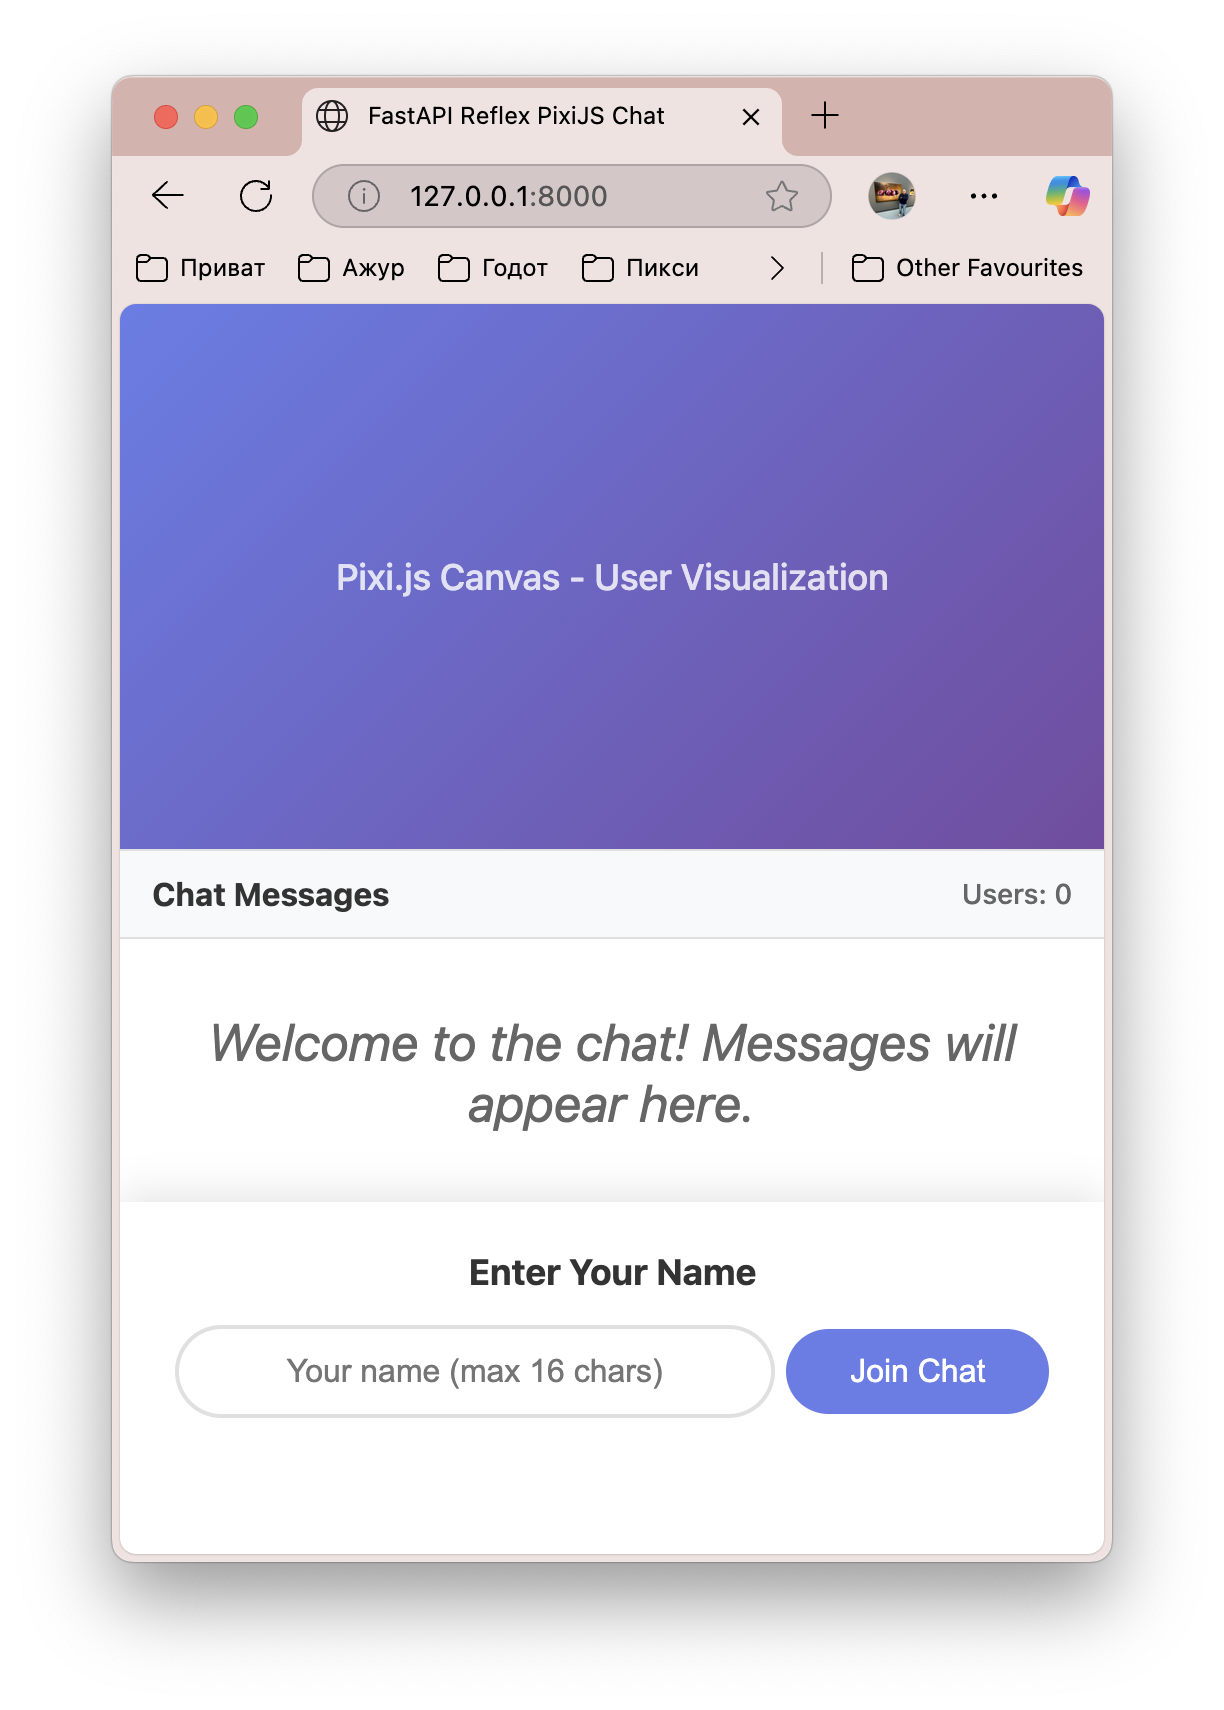 FastAPI Reflex PixiJS Chat
127.0.0.1:8000
Приват Ажур Годот Пикси Other Favourites
Pixi.js Canvas - User Visualization
Chat Messages Users: 0
Welcome to the chat! Messages will
appear here.
Enter Your Name
Your name (max 16 chars) Join Chat